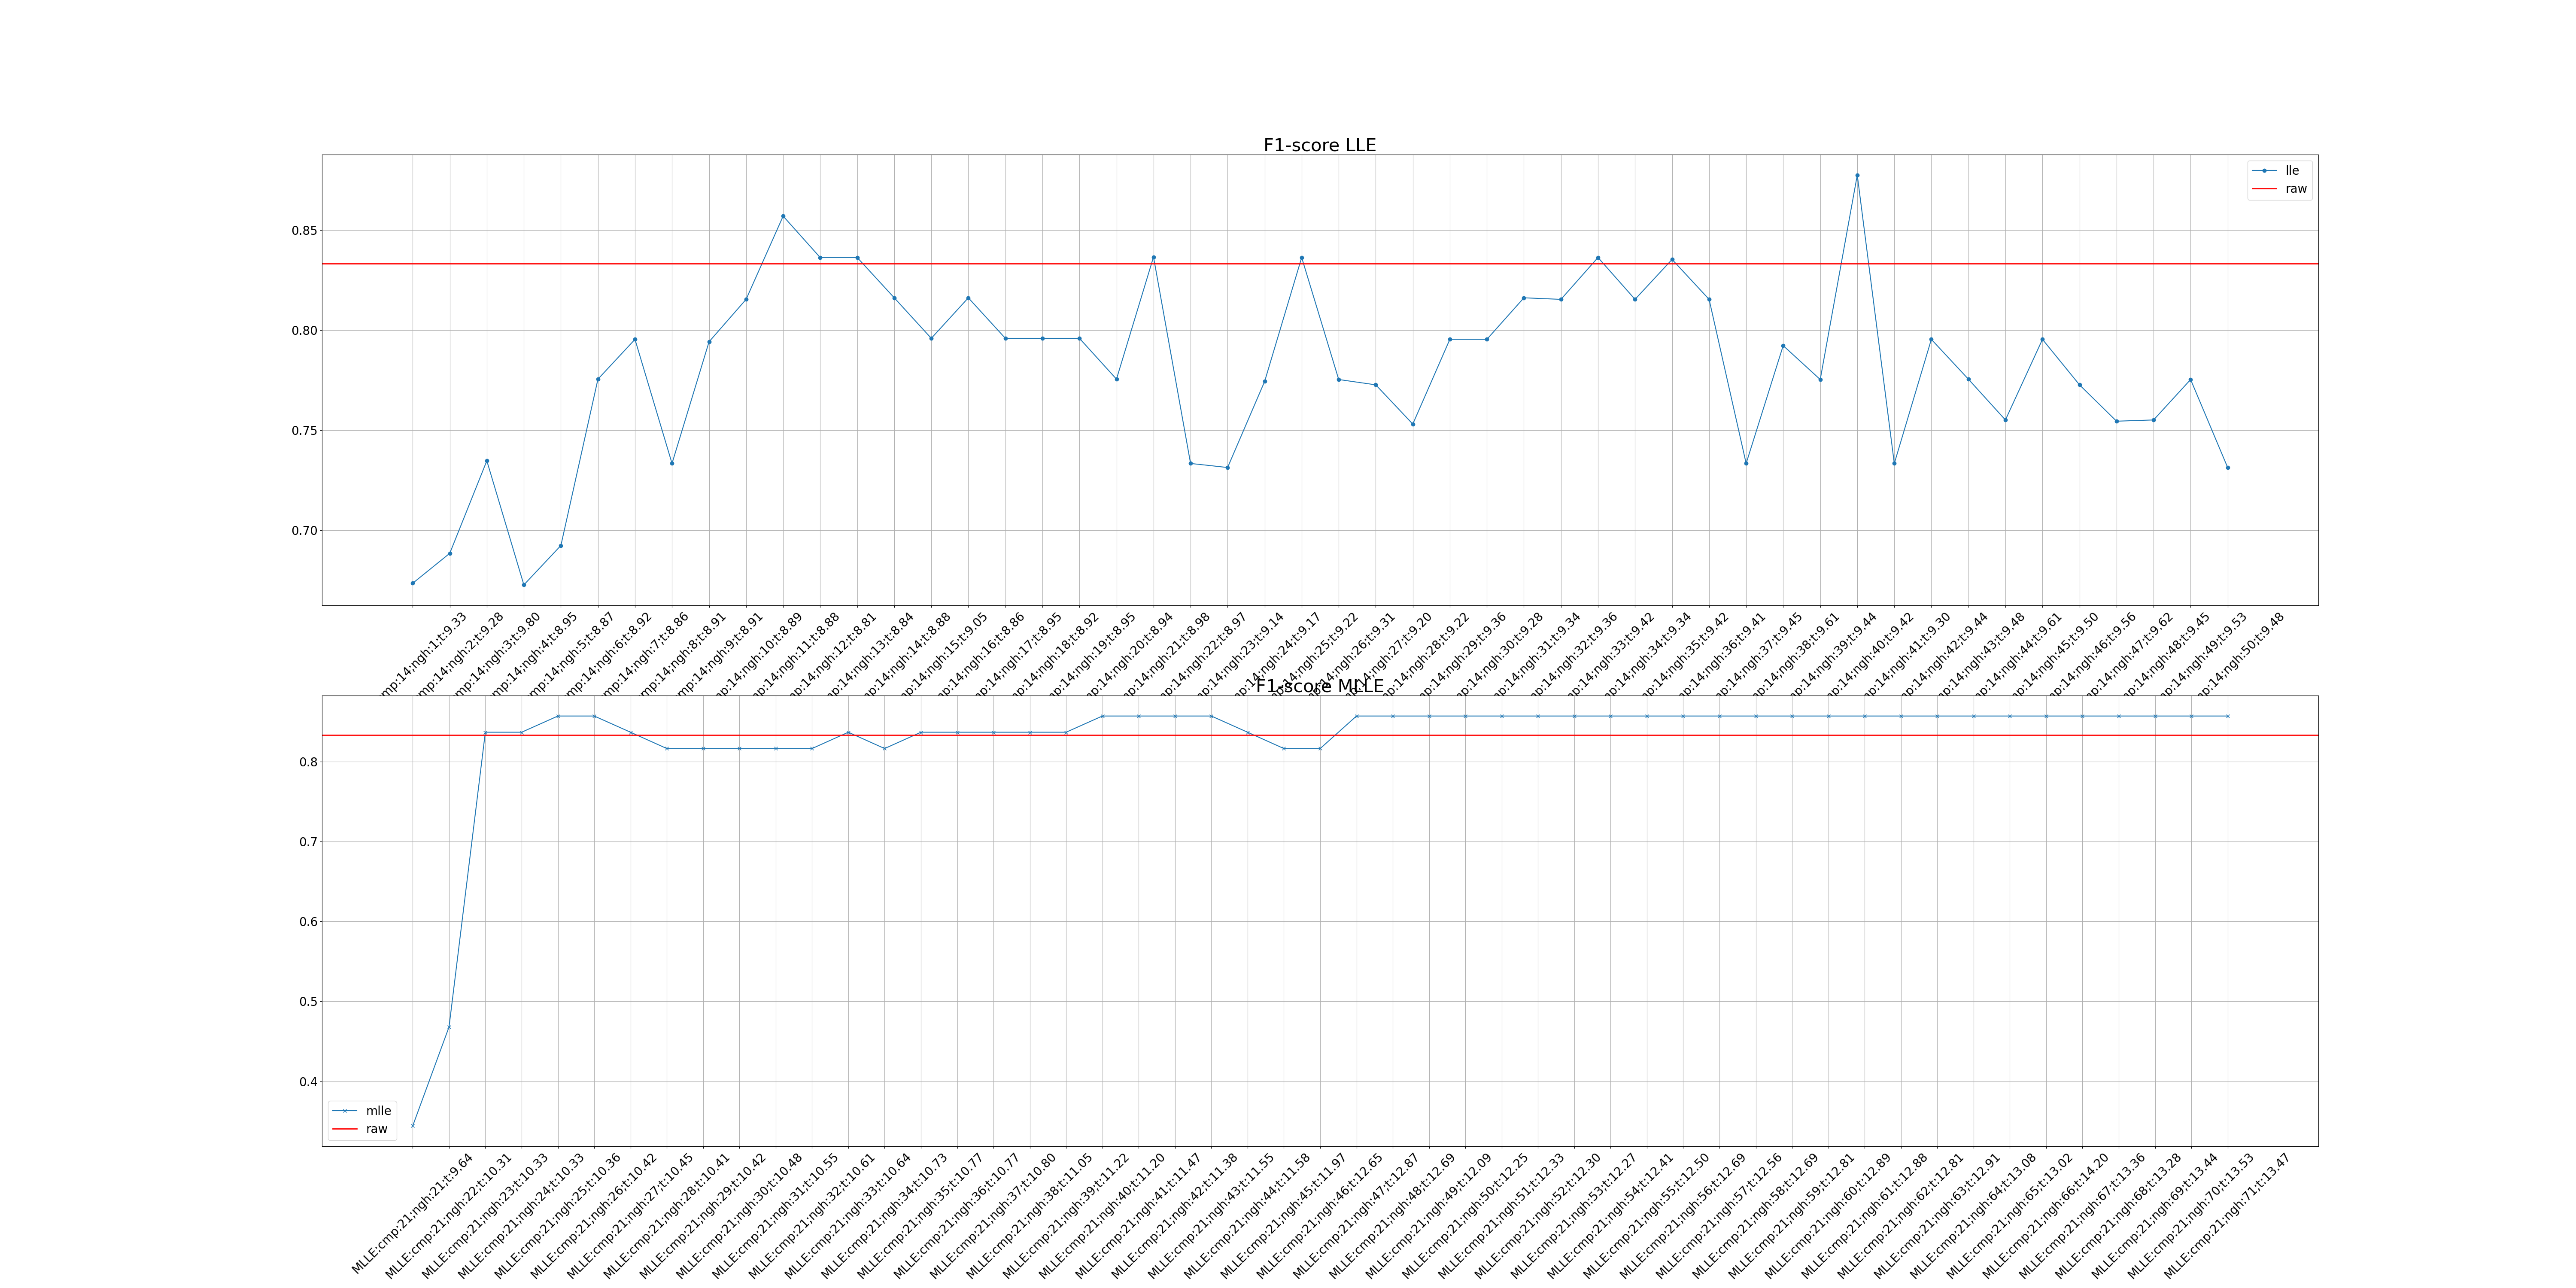 F1-score LLE
lle
raw
0.85
0.80
0.75
0.70
mp:14;ngh:1;t:9.33
mp:14;ngh:2;t:9.28
mp:14;ngh:3;t:9.80
mp:14;ngh:4;t:8.95
mp:14;ngh:5;t:8.87
mp:14;ngh:6;t:8.92
mp:14;ngh:7;t:8.86
mp:14;ngh:8;t:8.91
mp:14;ngh:9;t:8.91
mp:14;ngh:10;t:8.89
mp:14;ngh:11;t:8.88
mp:14;ngh:12;t:8.81
mp:14;ngh:13;t:8.84
mp:14;ngh:14;t:8.88
mp:14;ngh:15;t:9.05
mp:14;ngh:16;t:8.86
mp:14;ngh:17;t:8.95
mp:14;ngh:18;t:8.92
mp:14;ngh:19;t:8.95
mp:14;ngh:20;t:8.94
mp:14;ngh:21;t:8.98
mp:14;ngh:22;t:8.97
mp:14;ngh:23;t:9.14
mp:14;ngh:24;t:9.17
mp:14;ngh:25;t:9.22
mp:14;ngh:26;t:9.31
mp:14;ngh:27;t:9.20
mp:14;ngh:28;t:9.22
mp:14;ngh:29;t:9.36
mp:14;ngh:30;t:9.28
mp:14;ngh:31;t:9.34
mp:14;ngh:32;t:9.36
mp:14;ngh:33;t:9.42
mp:14;ngh:34;t:9.34
mp:14;ngh:35;t:9.42
mp:14;ngh:36;t:9.41
mp:14;ngh:37;t:9.45
mp:14;ngh:38;t:9.61
mp:14;ngh:39;t:9.44
mp:14;ngh:40;t:9.42
mp:14;ngh:41;t:9.30
mp:14;ngh:42;t:9.44
mp:14;ngh:43;t:9.48
mp:14;ngh:44;t:9.61
mp:14;ngh:45;t:9.50
mp:14;ngh:46;t:9.56
mp:14;ngh:47;t:9.62
mp:14;ngh:48;t:9.45
mp:14;ngh:49;t:9.53
mp:14;ngh:50;t:9.48
F1-score MLLE
0.8
0.7
0.6
0.5
0.4
mlle
raw
MLLE:cmp:21;ngh:21;t:9.64
MLLE:cmp:21;ngh:22;t:10.31
MLLE:cmp:21;ngh:23;t:10.33
MLLE:cmp:21;ngh:24;t:10.33
MLLE:cmp:21;ngh:25;t:10.36
MLLE:cmp:21;ngh:26;t:10.42
MLLE:cmp:21;ngh:27;t:10.45
MLLE:cmp:21;ngh:28;t:10.41
MLLE:cmp:21;ngh:29;t:10.42
MLLE:cmp:21;ngh:30;t:10.48
MLLE:cmp:21;ngh:31;t:10.55
MLLE:cmp:21;ngh:32;t:10.61
MLLE:cmp:21;ngh:33;t:10.64
MLLE:cmp:21;ngh:34;t:10.73
MLLE:cmp:21;ngh:35;t:10.77
MLLE:cmp:21;ngh:36;t:10.77
MLLE:cmp:21;ngh:37;t:10.80
MLLE:cmp:21;ngh:38;t:11.05
MLLE:cmp:21;ngh:39;t:11.22
MLLE:cmp:21;ngh:40;t:11.20
MLLE:cmp:21;ngh:41;t:11.47
MLLE:cmp:21;ngh:42;t:11.38
MLLE:cmp:21;ngh:43;t:11.55
MLLE:cmp:21;ngh:44;t:11.58
MLLE:cmp:21;ngh:45;t:11.97
MLLE:cmp:21;ngh:46;t:12.65
MLLE:cmp:21;ngh:47;t:12.87
MLLE:cmp:21;ngh:48;t:12.69
MLLE:cmp:21;ngh:49;t:12.09
MLLE:cmp:21;ngh:50;t:12.25
MLLE:cmp:21;ngh:51;t:12.33
MLLE:cmp:21;ngh:52;t:12.30
MLLE:cmp:21;ngh:53;t:12.27
MLLE:cmp:21;ngh:54;t:12.41
MLLE:cmp:21;ngh:55;t:12.50
MLLE:cmp:21;ngh:56;t:12.69
MLLE:cmp:21;ngh:57;t:12.56
MLLE:cmp:21;ngh:58;t:12.69
MLLE:cmp:21;ngh:59;t:12.81
MLLE:cmp:21;ngh:60;t:12.89
MLLE:cmp:21;ngh:61;t:12.88
MLLE:cmp:21;ngh:62;t:12.81
MLLE:cmp:21;ngh:63;t:12.91
MLLE:cmp:21;ngh:64;t:13.08
MLLE:cmp:21;ngh:65;t:13.02
MLLE:cmp:21;ngh:66;t:14.20
MLLE:cmp:21;ngh:67;t:13.36
MLLE:cmp:21;ngh:68;t:13.28
MLLE:cmp:21;ngh:69;t:13.44
MLLE:cmp:21;ngh:70;t:13.53
MLLE:cmp:21;ngh:71;t:13.47